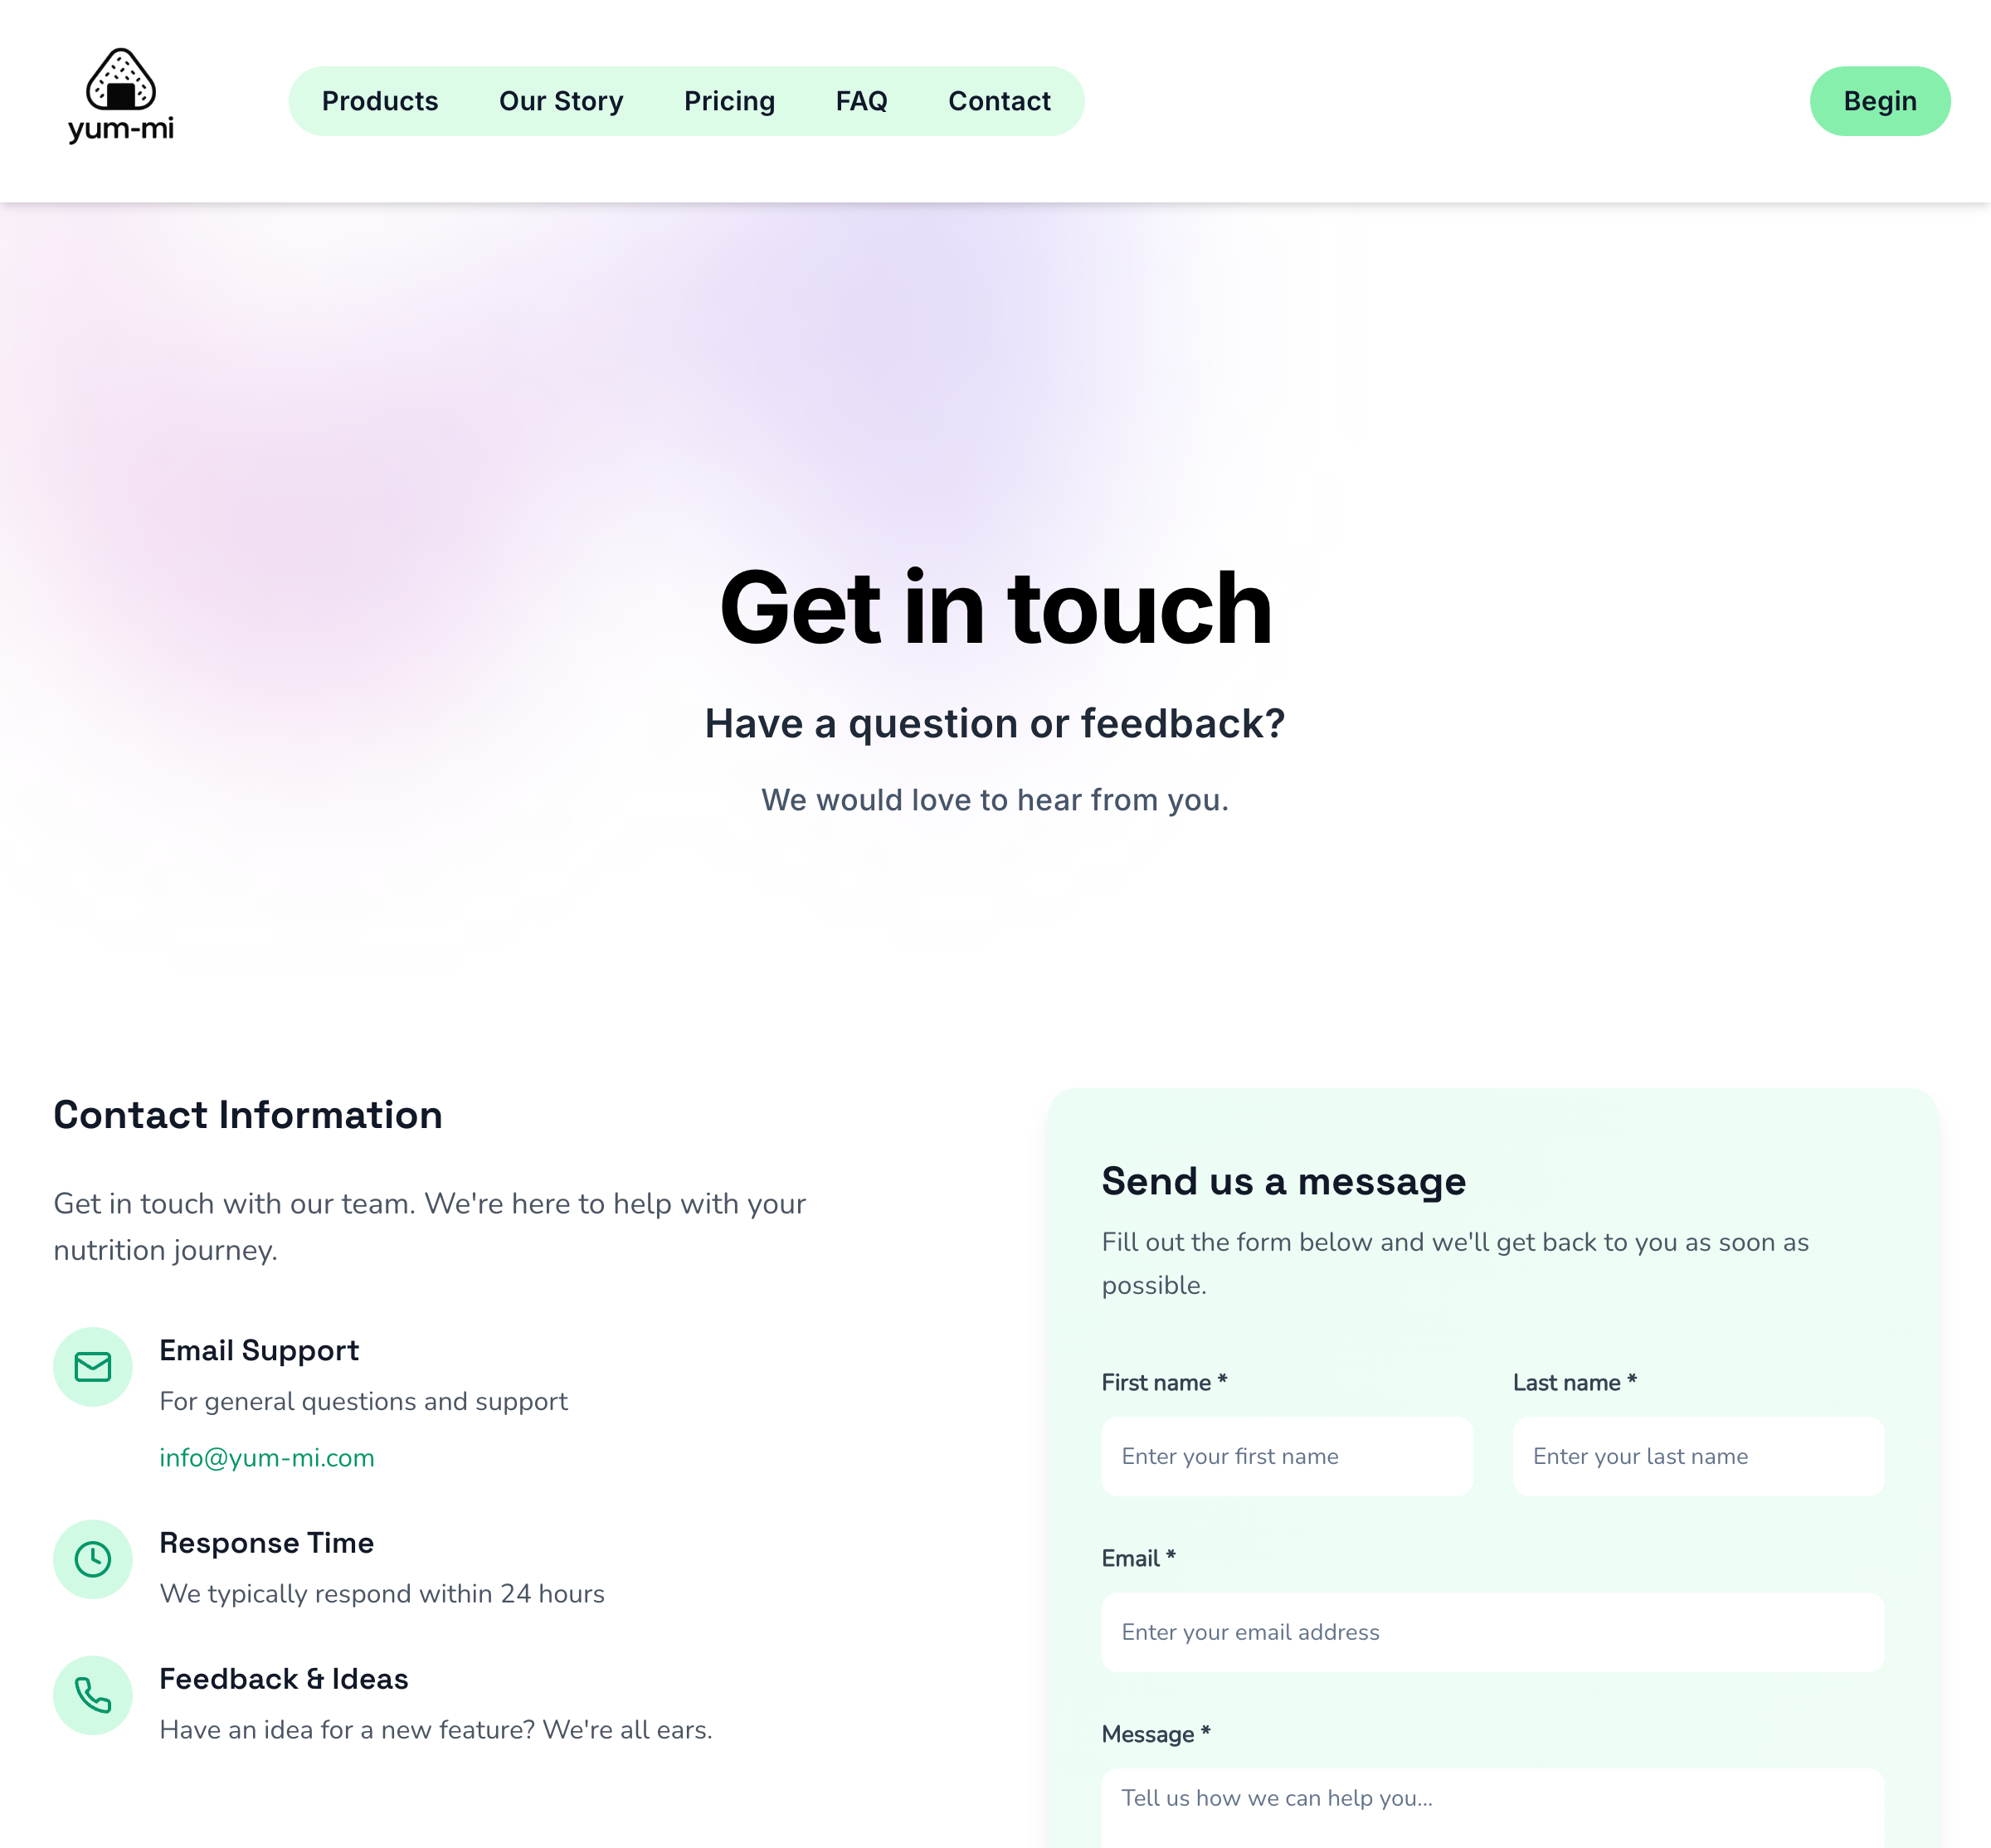 yum-mi
Products
Our Story
Pricing
FAQ
Contact
Begin
Get in touch
Have a question or feedback?
We would love to hear from you.
Contact Information
Get in touch with our team. We're here to help with your
nutrition journey.
Email Support
For general questions and support
info@yum-mi.com
Response Time
We typically respond within 24 hours
Feedback & Ideas
Have an idea for a new feature? We're all ears.
Send us a message
Fill out the form below and we'll get back to you as soon as
possible.
First name *
Last name *
Enter your first name
Enter your last name
Email *
Enter your email address
Message *
Tell us how we can help you...